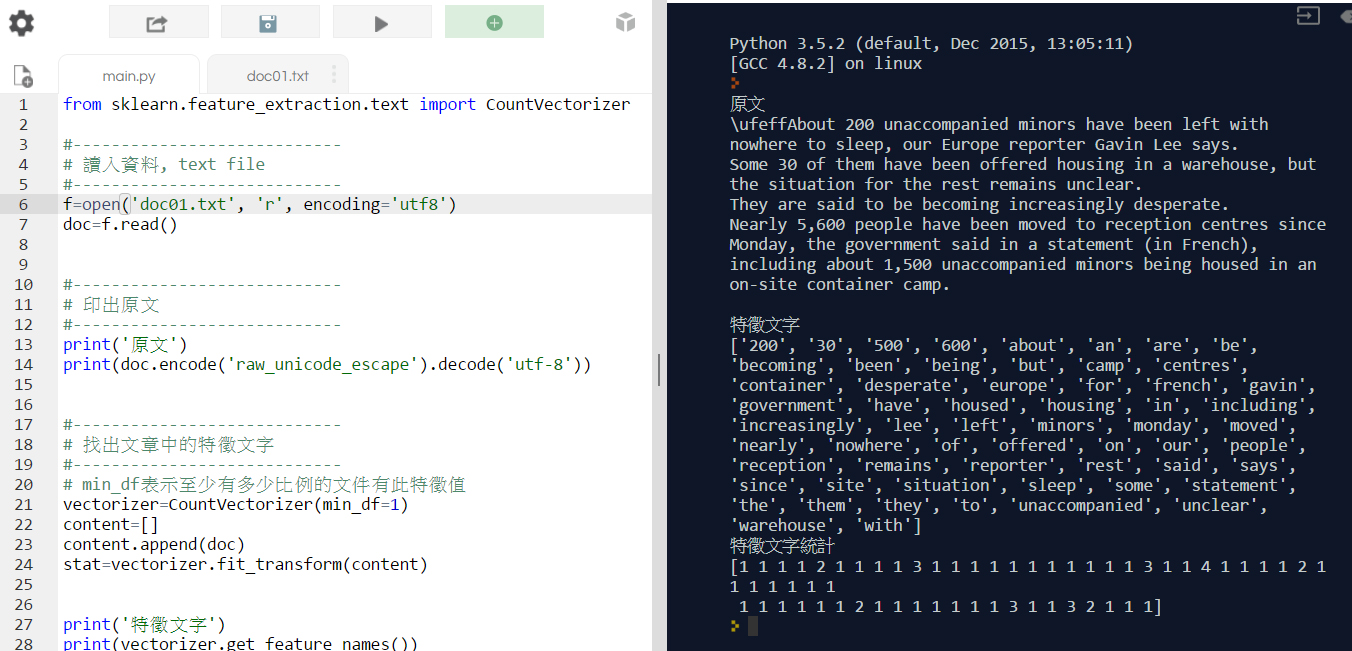 main.py
doc01.txt
1 from sklearn.feature_extraction.text import CountVectorizer
2
3 #----------------------------
4 # 讀入資料, text file
5 #----------------------------
6 f=open('doc01.txt', 'r', encoding='utf8')
7 doc=f.read()
8
9
10 #----------------------------
11 # 印出原文
12 #----------------------------
13 print('原文')
14 print(doc.encode('raw_unicode_escape').decode('utf-8'))
15
16
17 #----------------------------
18 # 找出文章中的特徵文字
19 #----------------------------
20 # min_df表示至少有多少比例的文件有此特徵值
21 vectorizer=CountVectorizer(min_df=1)
22 content=[]
23 content.append(doc)
24 stat=vectorizer.fit_transform(content)
25
26
27 print('特徵文字')
28 print(vectorizer.get_feature_names())
Python 3.5.2 (default, Dec 2015, 13:05:11)
[GCC 4.8.2] on linux
原文
\ufeffAbout 200 unaccompanied minors have been left with
nowhere to sleep, our Europe reporter Gavin Lee says.
Some 30 of them have been offered housing in a warehouse, but
the situation for the rest remains unclear.
They are said to be becoming increasingly desperate.
Nearly 5,600 people have been moved to reception centres since
Monday, the government said in a statement (in French),
including about 1,500 unaccompanied minors being housed in an
on-site container camp.
特徵文字
['200', '30', '500', '600', 'about', 'an', 'are', 'be',
'becoming', 'been', 'being', 'but', 'camp', 'centres',
'container', 'desperate', 'europe', 'for', 'french', 'gavin',
'government', 'have', 'housed', 'housing', 'in', 'including',
'increasingly', 'lee', 'left', 'minors', 'monday', 'moved',
'nearly', 'nowhere', 'of', 'offered', 'on', 'our', 'people',
'reception', 'remains', 'reporter', 'rest', 'said', 'says',
'since', 'site', 'situation', 'sleep', 'some', 'statement',
'the', 'them', 'they', 'to', 'unaccompanied', 'unclear',
'warehouse', 'with']
特徵文字統計
[1 1 1 1 2 1 1 1 1 3 1 1 1 1 1 1 1 1 1 1 1 3 1 1 4 1 1 1 1 2 1
1 1 1 1 1 1
1 1 1 1 1 1 2 1 1 1 1 1 1 1 3 1 1 3 2 1 1 1]